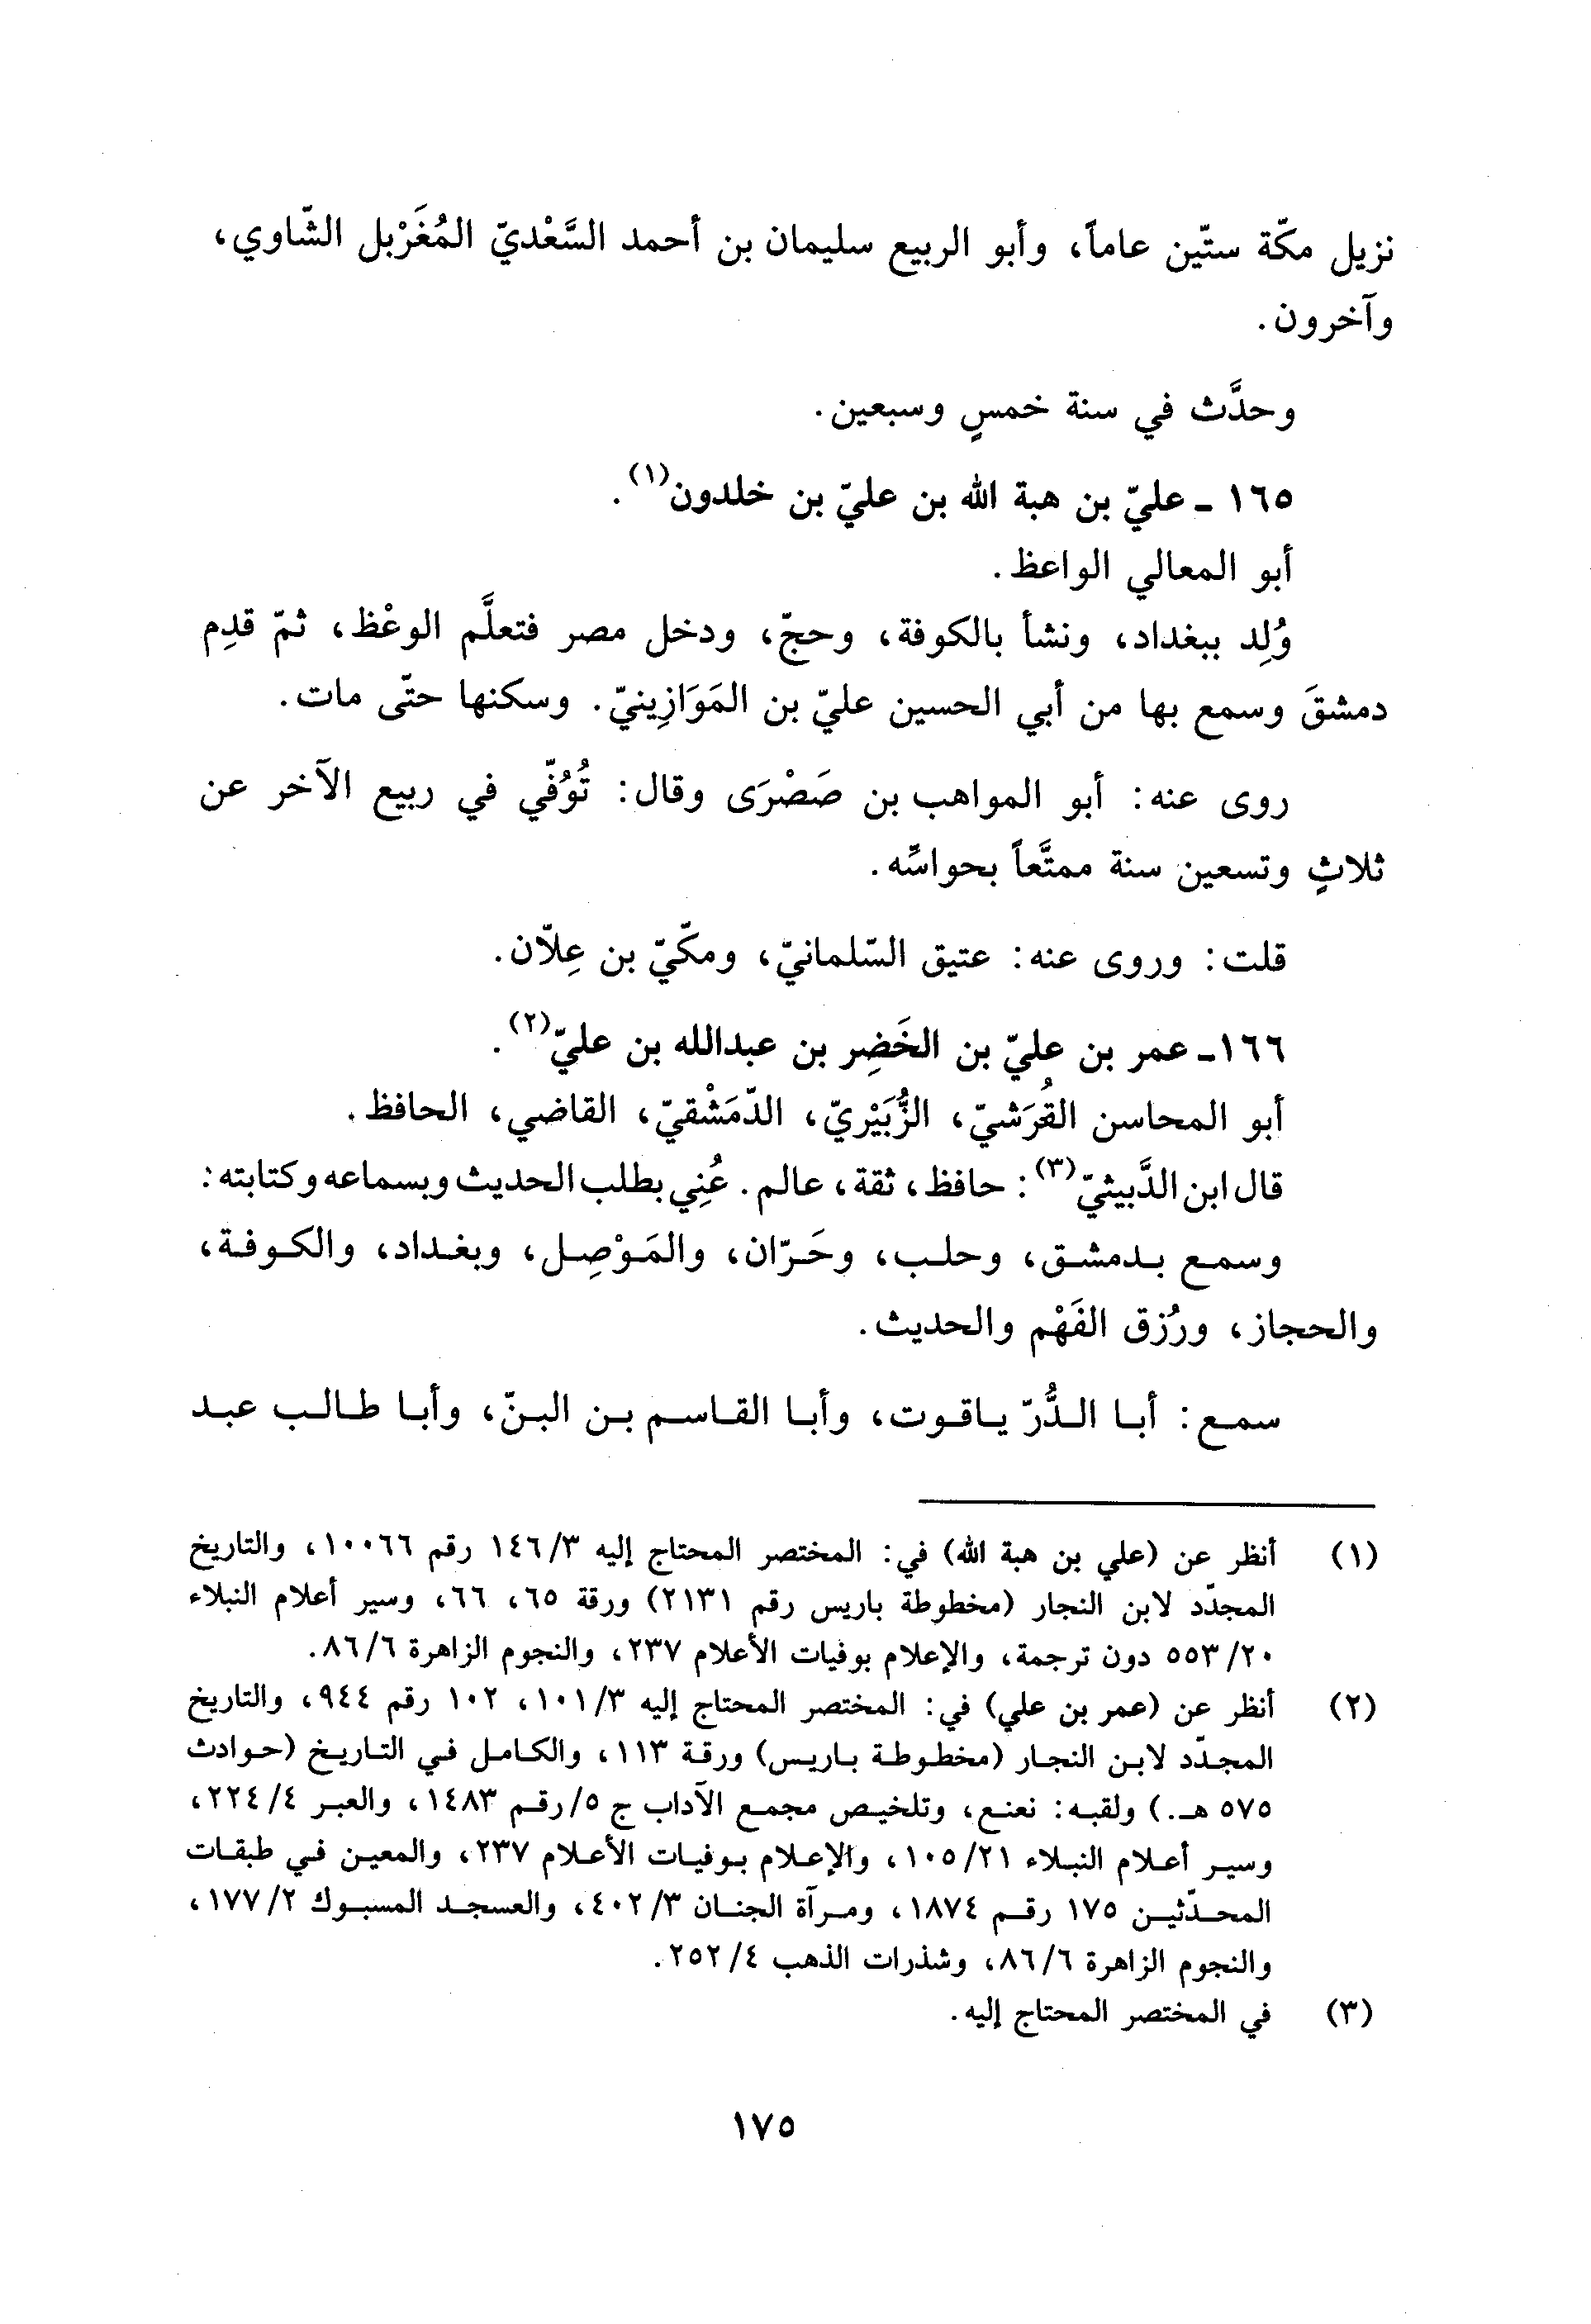 نزيل مكّة ستّين عاماً، وأبو الربيع سليمان بن أحمد السَّعْديّ المُغَرْبل الشّاوي،
وآخرون.
وحدَّث في سنة خمسٍ وسبعين.
١٦٥ - عليّ بن هبة الله بن عليّ بن خلدون(١).
أبو المعالي الواعظ.
وُلِد ببغداد، ونشأ بالكوفة، وحجّ، ودخل مصر فتعلَّم الوعْظ، ثمّ قدِم
دمشقَ وسمع بها من أبي الحسين عليّ بن المَوَازِينيّ. وسكنها حتّى مات.
روى عنه: أبو المواهب بن صَصْرَى وقال: تُوُفّي في ربيع الآخر عن
ثلاثٍ وتسعين سنة ممتَّعاً بحواسِّه.
قلت: وروى عنه: عتيق السّلمانيّ، ومكّيّ بن عِلّان.
١٦٦- عمر بن عليّ بن الخَضِر بن عبدالله بن عليّ(٢).
أبو المحاسن القُرَشيّ، الزُّبَيْريّ، الدّمَشْقيّ، القاضي، الحافظ.
قال ابن الدَّبيثيّ(٣): حافظ، ثقة، عالم. عُنِي بطلب الحديث وبسماعه وكتابته:
وسمع بدمشق، وحلب، وحَرّان، والمَوْصِل، وبغداد، والكوفة،
والحجاز، ورُزق الفَهْم والحديث.
سمع: أبا الدُّرّ ياقوت، وأبا القاسم بن البنّ، وأبا طالب عبد
(١) أنظر عن (علي بن هبة الله) في: المختصر المحتاج إليه ١٤٦/٣ رقم ١٠٠٦٦، والتاريخ
المجدّد لابن النجار (مخطوطة باريس رقم ٢١٣١) ورقة ٦٥، ٦٦، وسير أعلام النبلاء
٥٥٣/٢٠ دون ترجمة، والإعلام بوفيات الأعلام ٢٣٧، والنجوم الزاهرة ٨٦/٦.
(٢) أنظر عن (عمر بن علي) في: المختصر المحتاج إليه ١٠١/٣، ١٠٢ رقم ٩٤٤، والتاريخ
المجدّد لابن النجار (مخطوطة باريس) ورقة ١١٣، والكامل في التاريخ (حوادث
٥٧٥ هـ.) ولقبه: نعنع، وتلخيص مجمع الآداب ج ٥/رقم ١٤٨٣، والعبر ٢٢٤/٤،
وسير أعلام النبلاء ١٠٥/٢١، والإعلام بوفيات الأعلام ٢٣٧، والمعين في طبقات
المحدّثين ١٧٥ رقم ١٨٧٤، ومرآة الجنان ٤٠٢/٣، والعسجد المسبوك ١٧٧/٢،
والنجوم الزاهرة ٨٦/٦، وشذرات الذهب ٢٥٢/٤.
(٣) في المختصر المحتاج إليه.
١٧٥